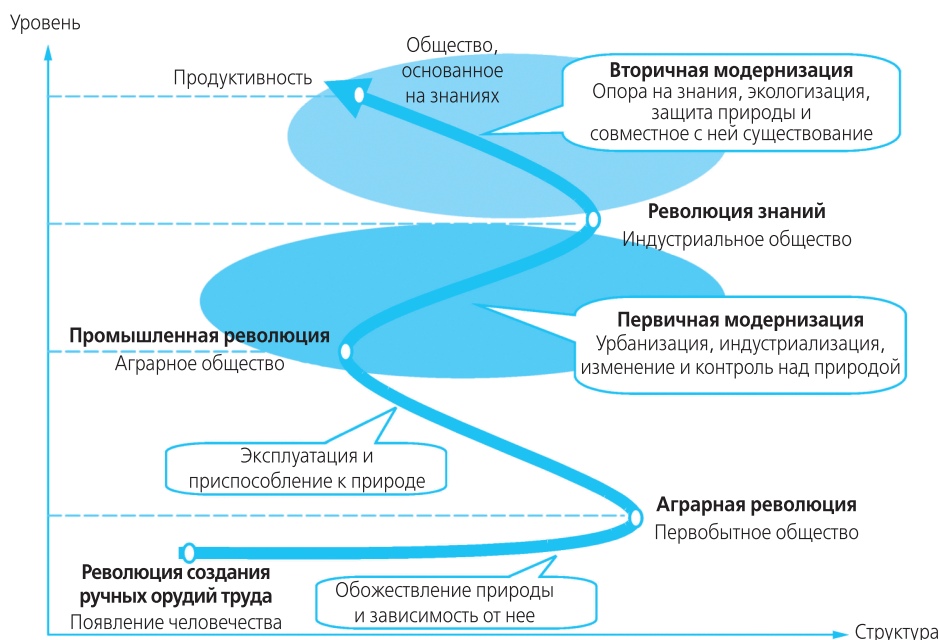 Уровень
Общество,
основанное
на знаниях
Продуктивность
Вторичная модернизация
Опора на знания, экологизация,
защита природы и
совместное с ней существование
Революция знаний
Индустриальное общество
Первичная модернизация
Урбанизация, индустриализация,
изменение и контроль над природой
Промышленная революция
Аграрное общество
Эксплуатация и
приспособление к природе
Аграрная революция
Первобытное общество
Революция создания
ручных орудий труда
Появление человечества
Обожествление природы
и зависимость от нее
Структура